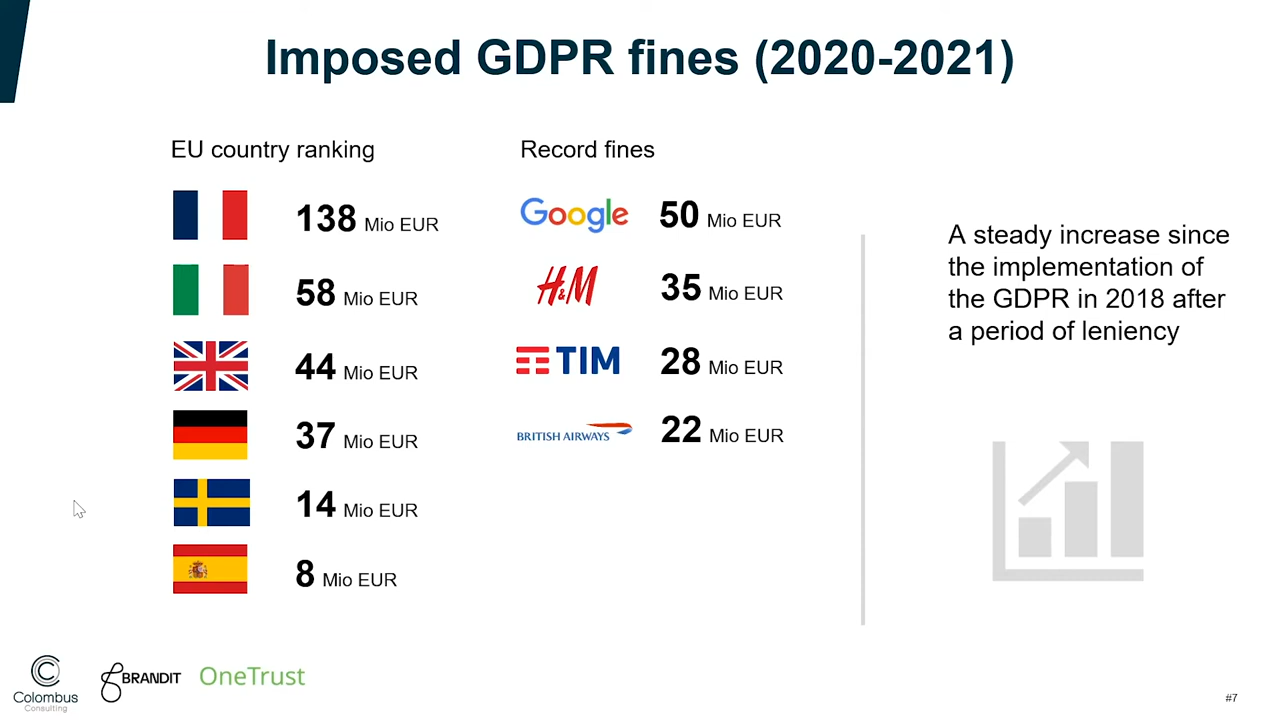 Imposed GDPR fines (2020-2021)
EU country ranking
138 Mio EUR
58 Mio EUR
44 Mio EUR
37 Mio EUR
14 Mio EUR
8 Mio EUR
Record fines
Google 50 Mio EUR
H&M 35 Mio EUR
TIM 28 Mio EUR
BRITISH AIRWAYS 22 Mio EUR
A steady increase since
the implementation of
the GDPR in 2018 after
a period of leniency
Colombus
Consulting
BRANDIT
OneTrust
#7